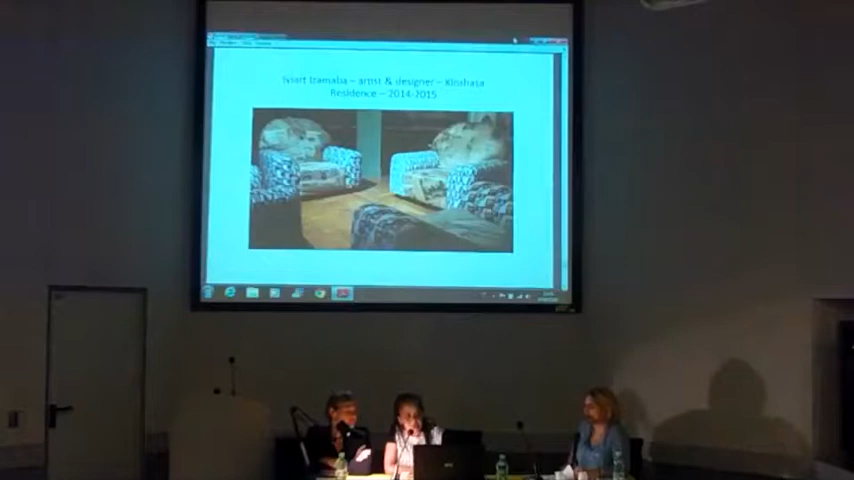 Iviart Izamaba – artist & designer – Kinshasa
Residence – 2014-2015